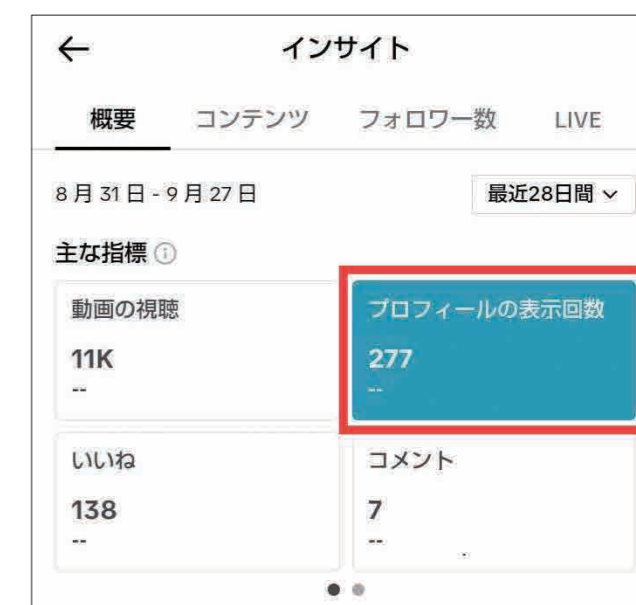 インサイト
概要 コンテンツ フォロワー数 LIVE
8月31日 - 9月27日 最近28日間
主な指標
動画の視聴 プロフィールの表示回数
11K 277
-- --
いいね コメント
138 7
-- --